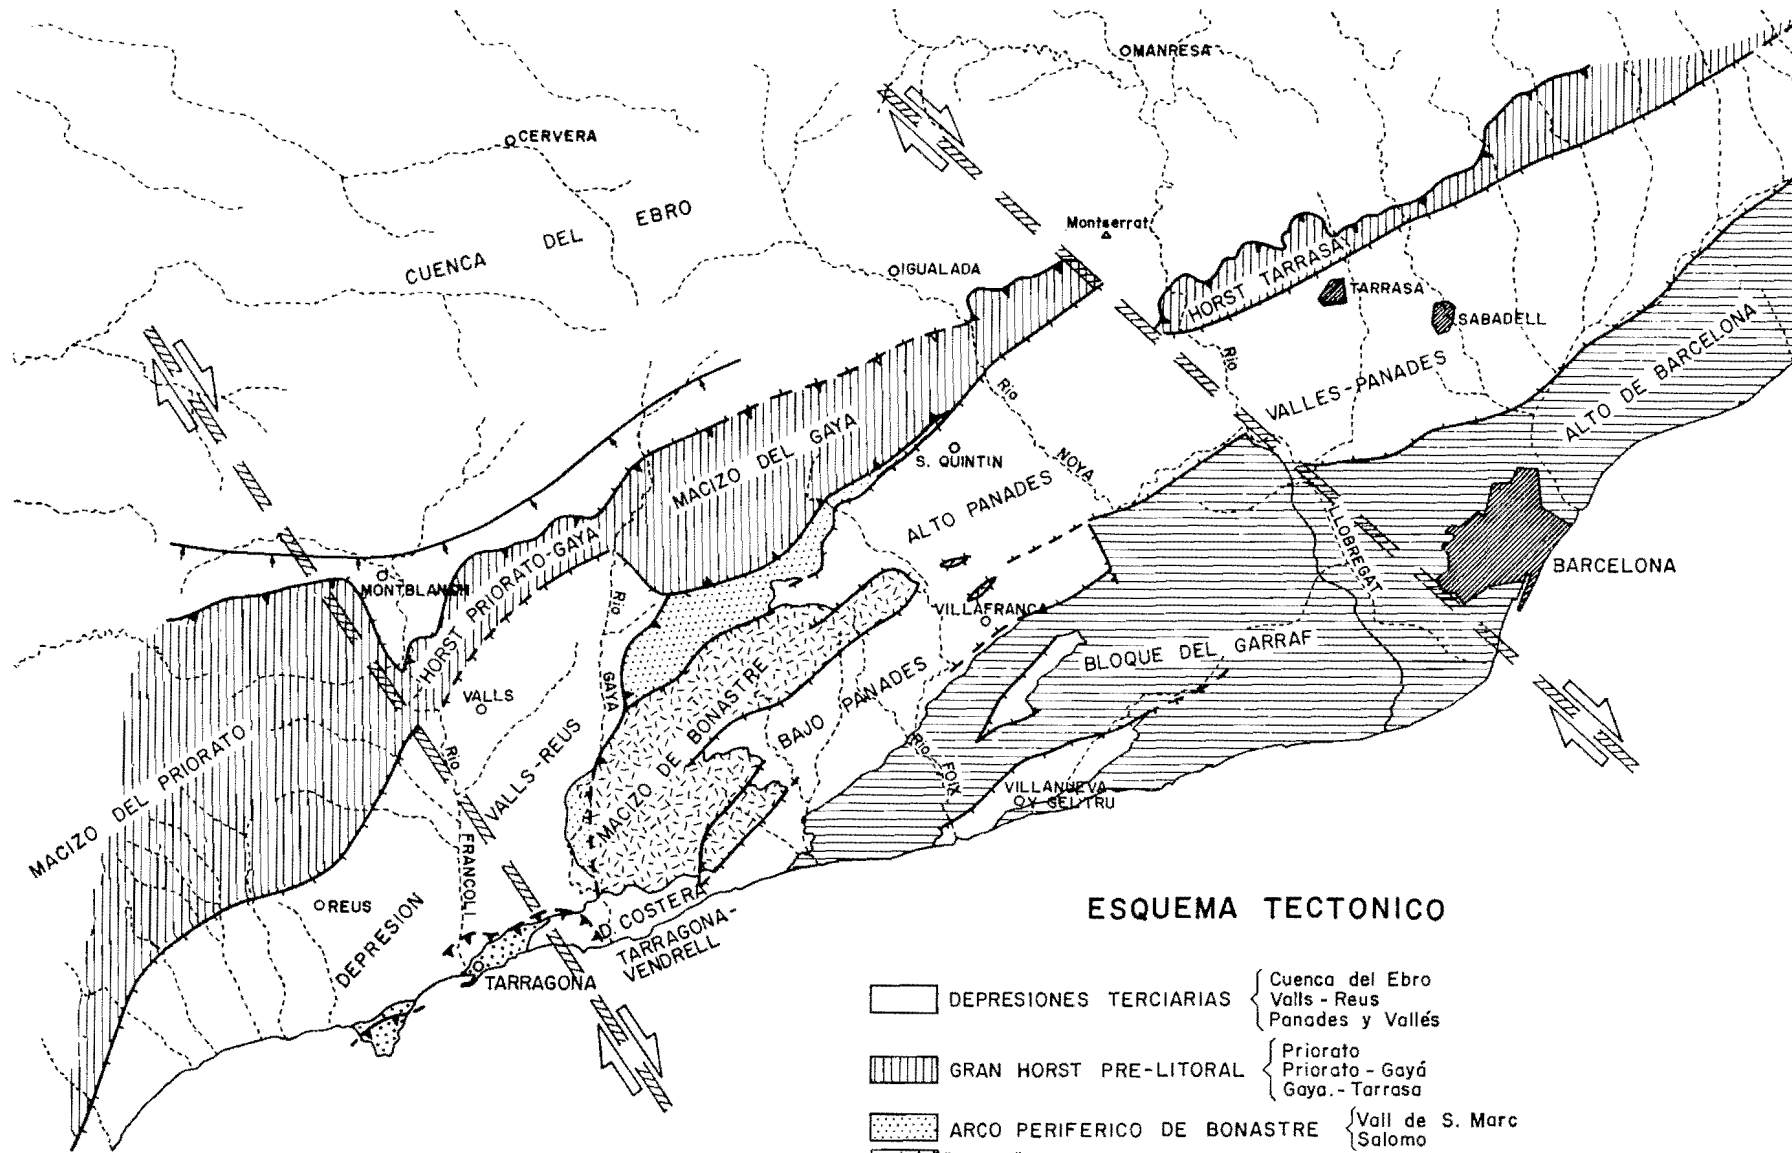 MANRESA
CERVERA
CUENCA DEL EBRO
Montserrat
IGUALADA
HORST TARRASA
TARRASA
SABADELL
Rio
Rio
VALLES-PANADES
ALTO DE BARCELONA
MACIZO DEL GAYA
S. QUINTIN
NOYA
ALTO PANADES
LLOBREGAT
BARCELONA
MONTBLANCH
HORST PRIORATO-GAYA
Rio
VILLAFRANCA
BLOQUE DEL GARRAF
GAYA
VALLS
MACIZO DEL PRIORATO
VALLS-REUS
MACIZO DE BONASTRE
BAJO PANADES
Rio
Rio
FOIX
VILLANUEVA
Y GELTRU
FRANCOLI
REUS
DEPRESION
D. COSTERA
TARRAGONA-
VENDRELL
TARRAGONA
ESQUEMA TECTONICO
DEPRESIONES TERCIARIAS
Cuenca del Ebro
Valls - Reus
Panades y Vallés
GRAN HORST PRE-LITORAL
Priorato
Priorato - Gayá
Gaya.- Tarrasa
ARCO PERIFERICO DE BONASTRE
Vall de S. Marc
Salomo